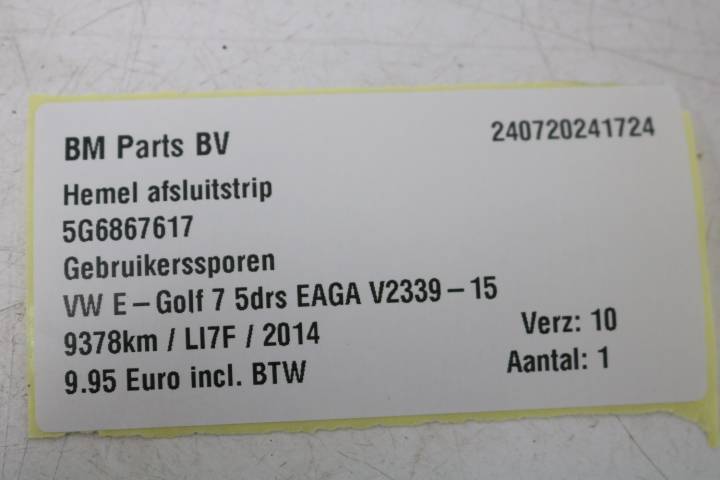 BM Parts BV 240720241724
Hemel afsluitstrip
5G6867617
Gebruikerssporen
VW E-Golf 7 5drs EAGA V2339-15
9378km / LI7F / 2014 Verz: 10
9.95 Euro incl. BTW Aantal: 1